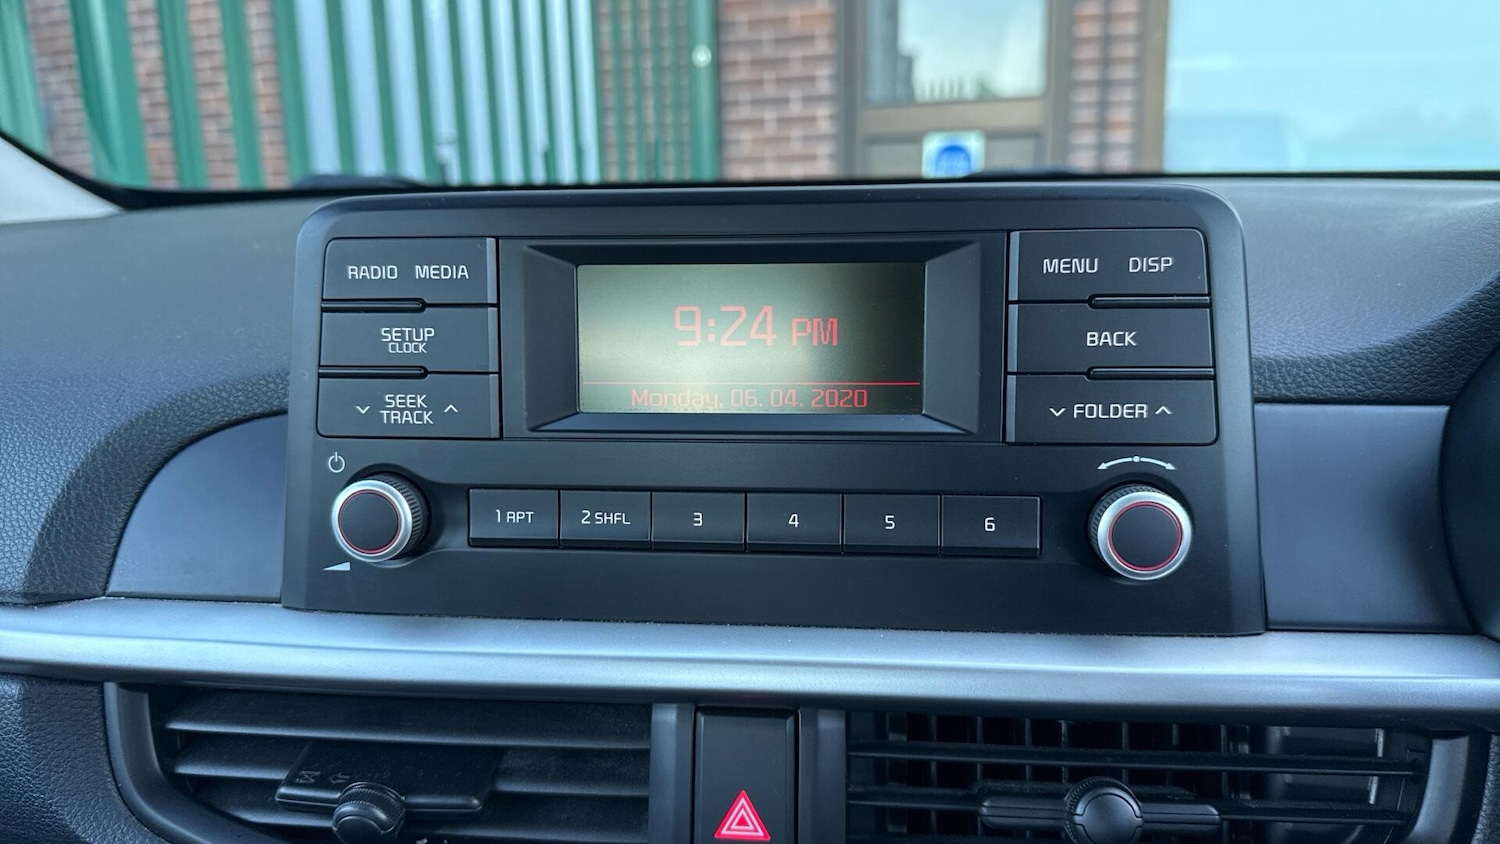 RADIO MEDIA
SETUP
CLOCK
SEEK
TRACK
9:24 PM
Monday, 06. 04. 2020
MENU DISP
BACK
FOLDER
1 RPT
2 SHFL
3
4
5
6